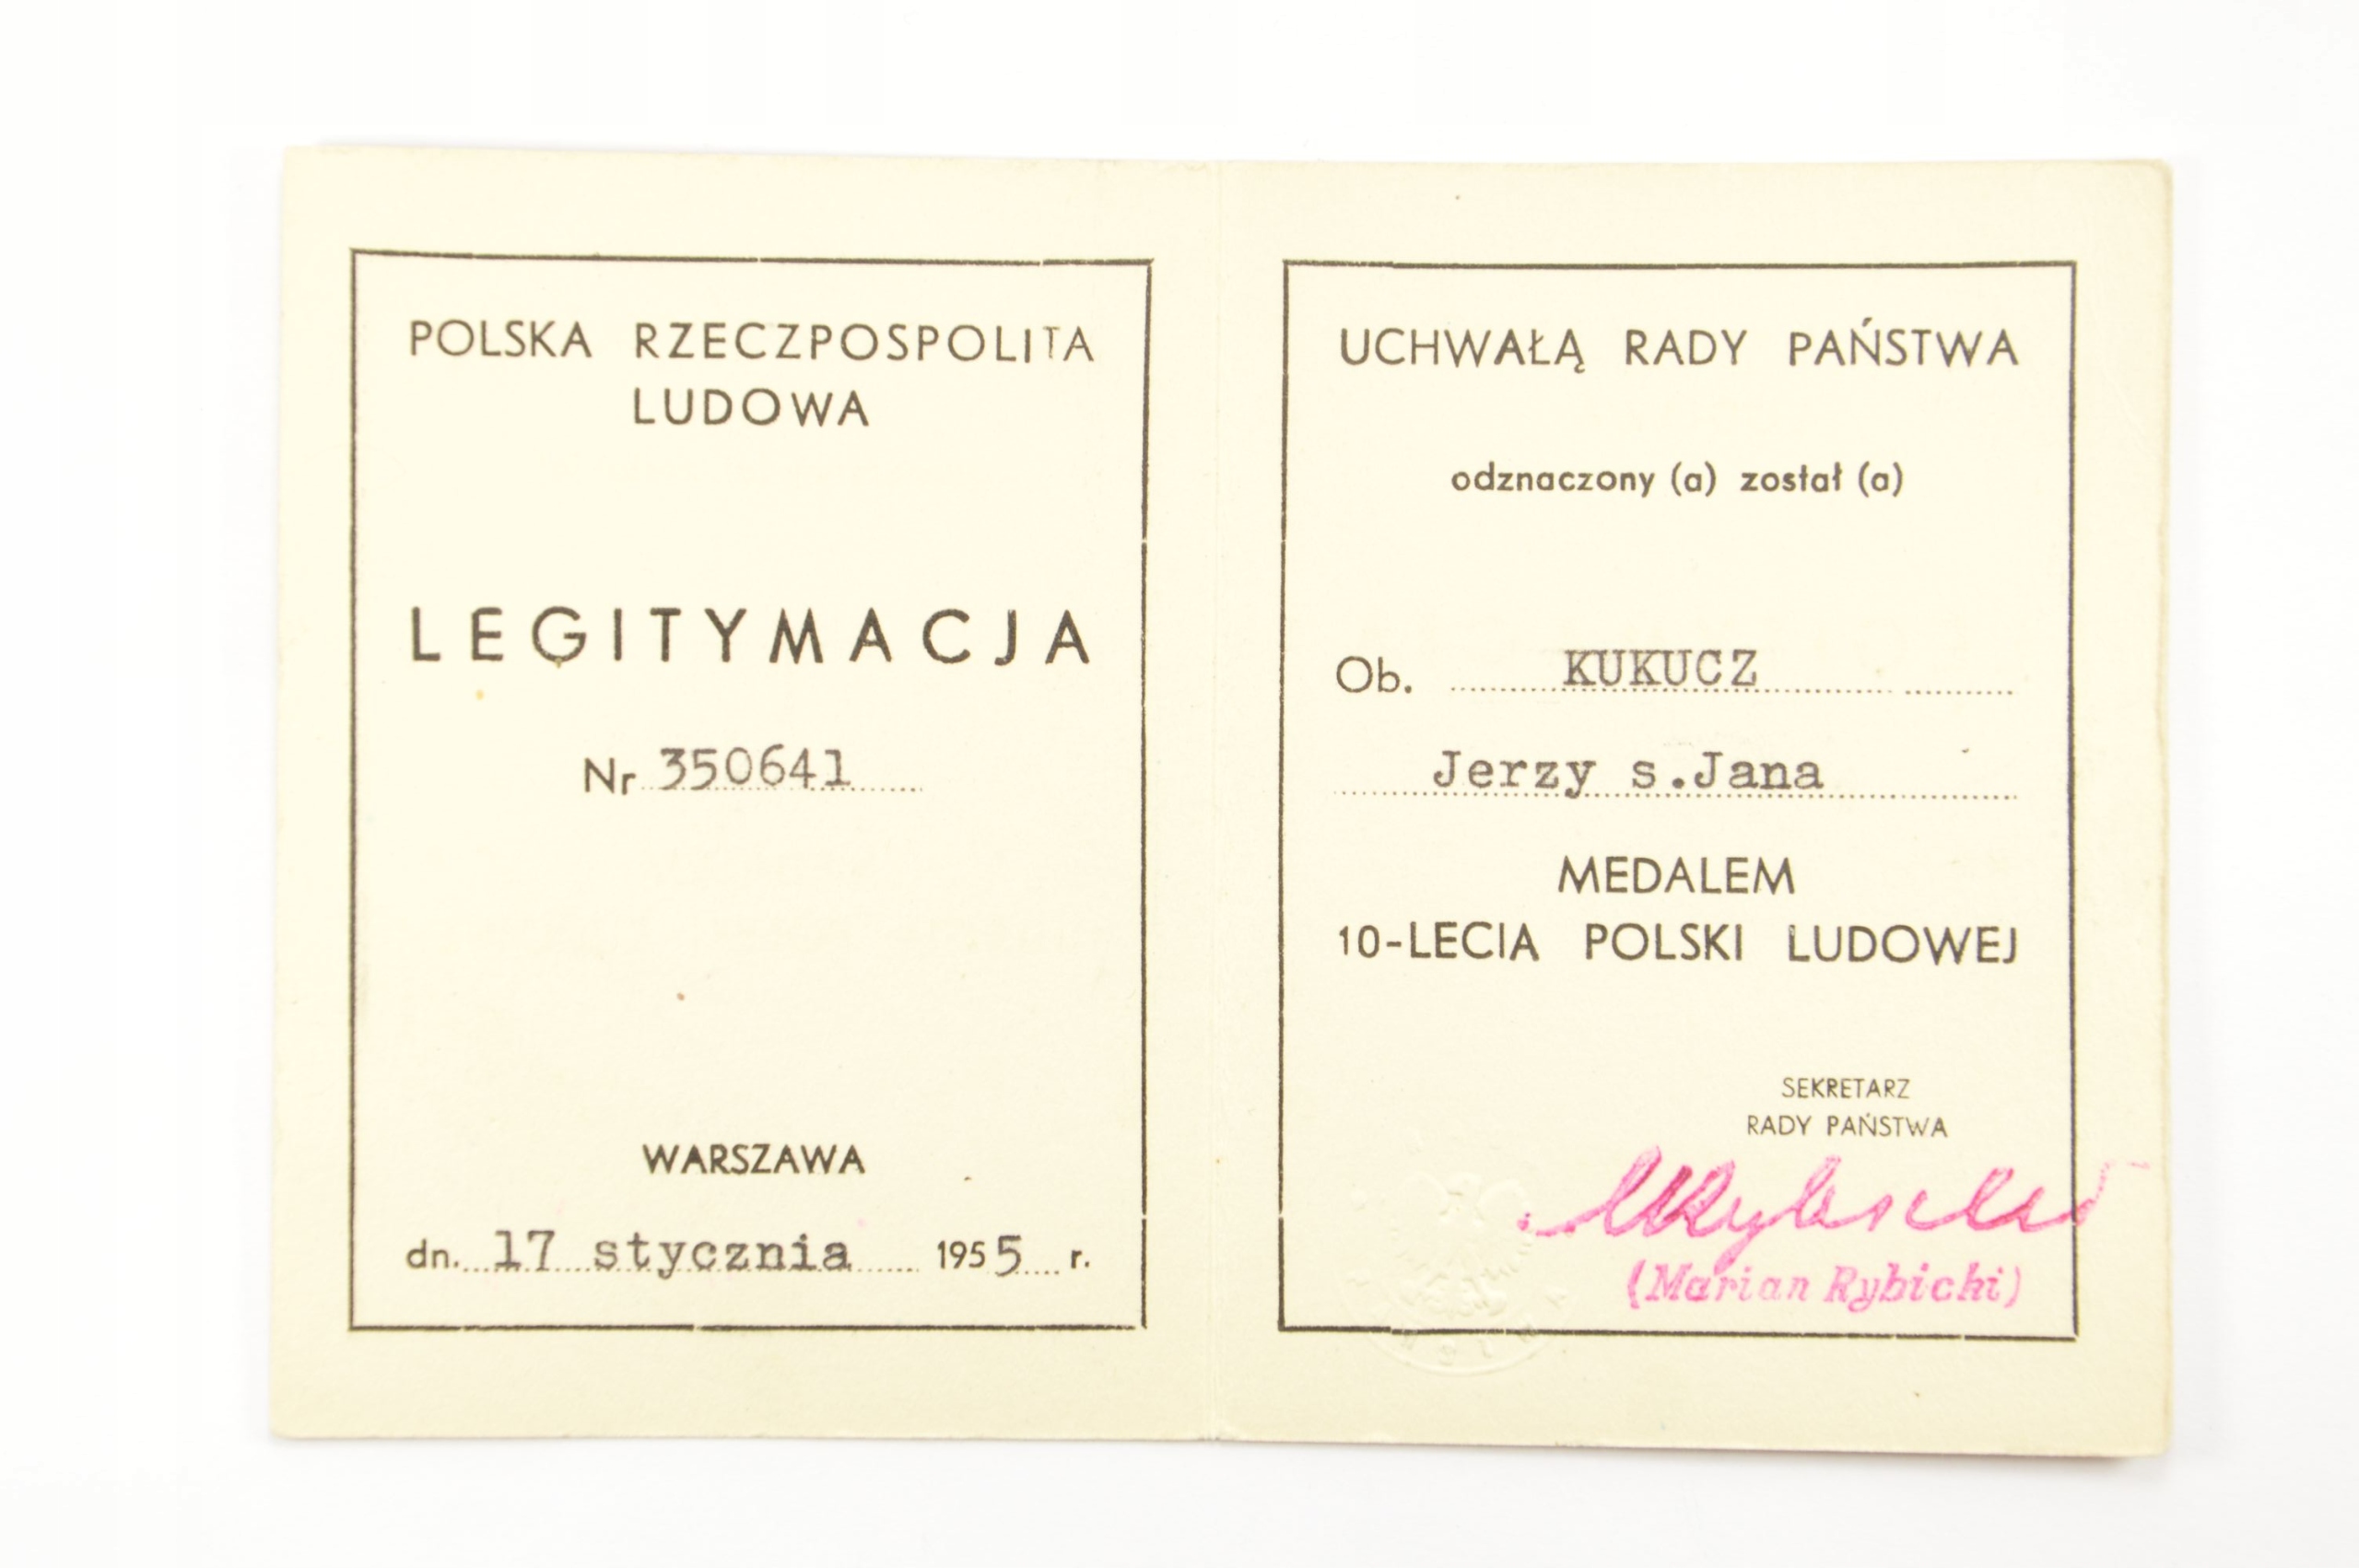 POLSKA RZECZPOSPOLITA
LUDOWA
LEGITYMACJA
Nr 350641
WARSZAWA
dn. 17 stycznia 1955 r.
UCHWAŁĄ RADY PAŃSTWA
odznaczony (a) został (a)
Ob. KUKUCZ
Jerzy s.Jana
MEDALEM
10-LECIA POLSKI LUDOWEJ
SEKRETARZ
RADY PAŃSTWA
MRybicki
(Marian Rybicki)